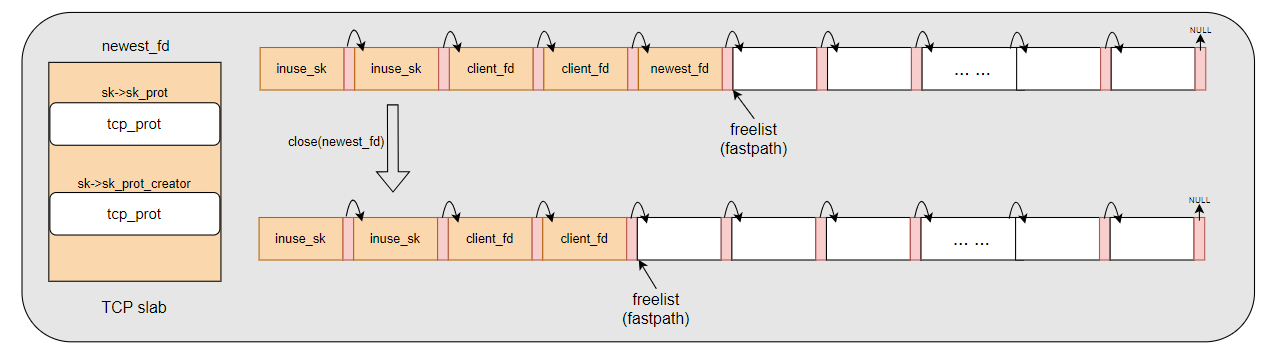 newest_fd
sk->sk_prot
tcp_prot
sk->sk_prot_creator
tcp_prot
TCP slab
NULL
inuse_sk inuse_sk client_fd client_fd newest_fd ... ...
freelist
(fastpath)
close(newest_fd)
NULL
inuse_sk inuse_sk client_fd client_fd ... ...
freelist
(fastpath)